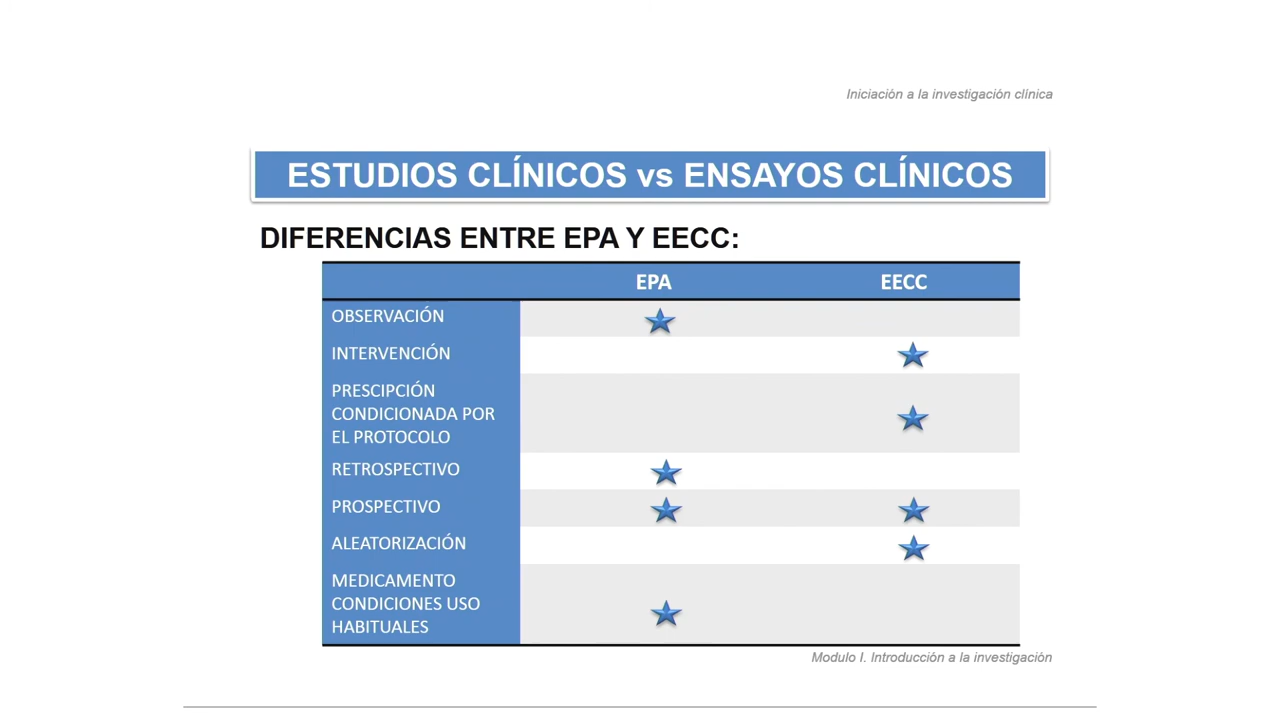 Iniciación a la investigación clínica
ESTUDIOS CLÍNICOS vs ENSAYOS CLÍNICOS
DIFERENCIAS ENTRE EPA Y EECC:
EPA EECC
OBSERVACIÓN
INTERVENCIÓN
PRESCIPCIÓN
CONDICIONADA POR
EL PROTOCOLO
RETROSPECTIVO
PROSPECTIVO
ALEATORIZACIÓN
MEDICAMENTO
CONDICIONES USO
HABITUALES
Modulo I. Introducción a la investigación